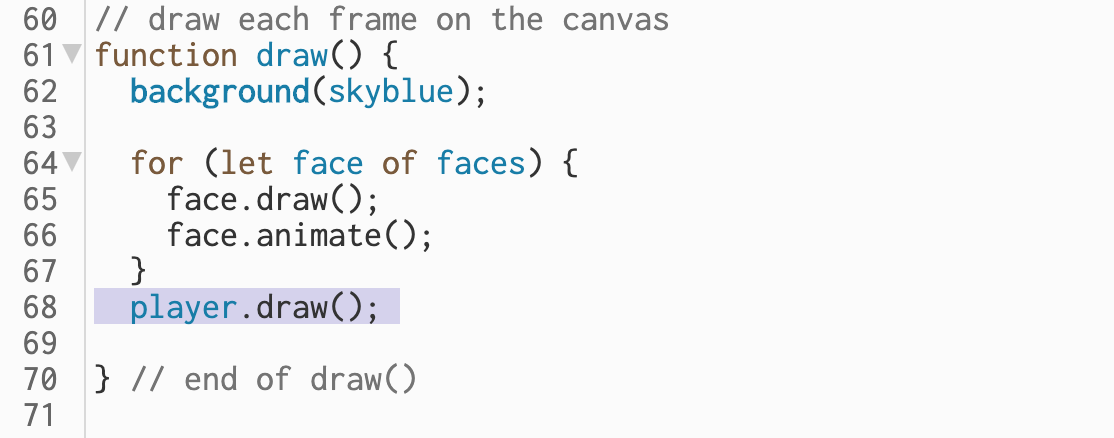 60 // draw each frame on the canvas
61 function draw() {
62   background(skyblue);
63
64   for (let face of faces) {
65     face.draw();
66     face.animate();
67   }
68   player.draw();
69
70 } // end of draw()
71